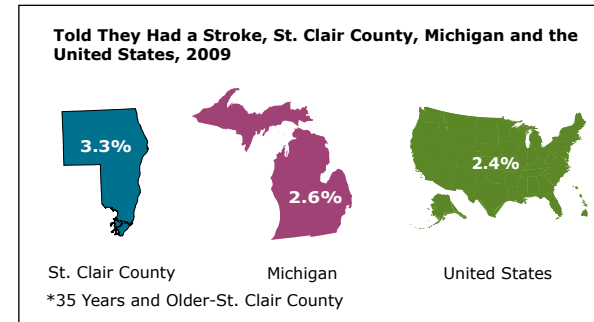 Told They Had a Stroke, St. Clair County, Michigan and the
United States, 2009
3.3%
2.6%
2.4%
St. Clair County
Michigan
United States
*35 Years and Older-St. Clair County